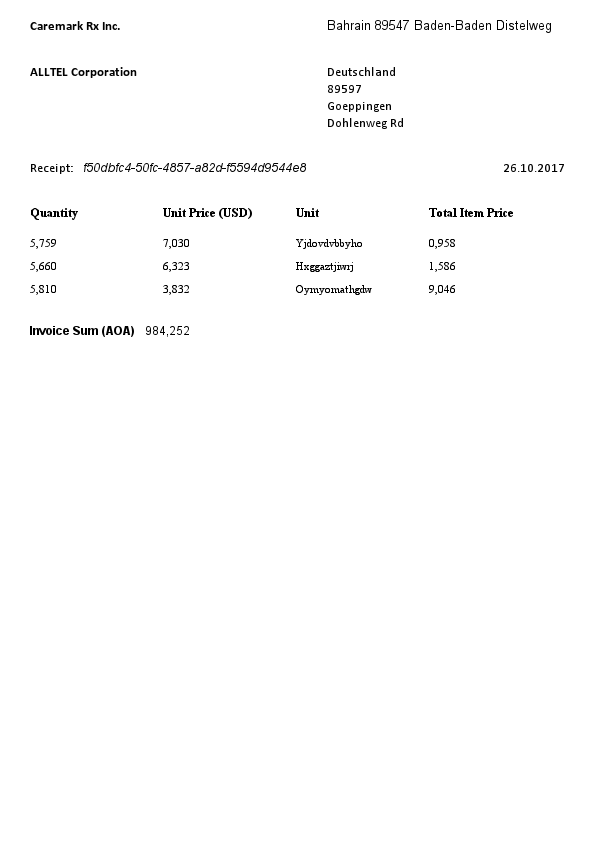 Caremark Rx Inc. Bahrain 89547 Baden-Baden Distelweg
ALLTEL Corporation Deutschland
89597
Goeppingen
Dohlenweg Rd
Receipt: f50dbfc4-50fc-4857-a82d-f5594d9544e8 26.10.2017
Quantity Unit Price (USD) Unit Total Item Price
5,759 7,030 Yjdovdvbbyho 0,958
5,660 6,323 Hxggaztjiwrj 1,586
5,810 3,832 Oymyomathgdw 9,046
Invoice Sum (AOA) 984,252